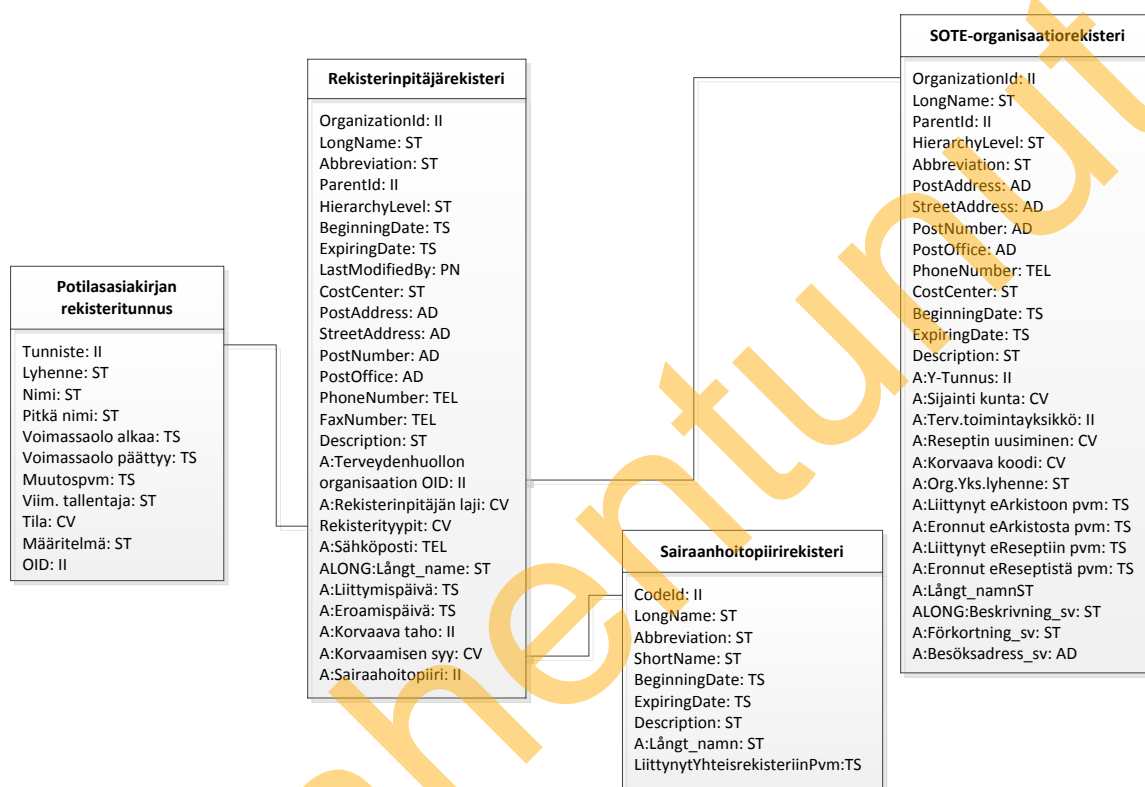 Potilasasiakirjan
rekisteritunnus
Tunniste: II
Lyhenne: ST
Nimi: ST
Pitkä nimi: ST
Voimassaolo alkaa: TS
Voimassaolo päättyy: TS
Muutospvm: TS
Viim. tallentaja: ST
Tila: CV
Määritelmä: ST
OID: II
Rekisterinpitäjärekisteri
OrganizationId: II
LongName: ST
Abbreviation: ST
ParentId: II
HierarchyLevel: ST
BeginningDate: TS
ExpiringDate: TS
LastModifiedBy: PN
CostCenter: ST
PostAddress: AD
StreetAddress: AD
PostNumber: AD
PostOffice: AD
PhoneNumber: TEL
FaxNumber: TEL
Description: ST
A:Terveydenhuollon
organisaation OID: II
A:Rekisterinpitäjän laji: CV
Rekisterityypit: CV
A:Sähköposti: TEL
ALONG:Långt_name: ST
A:Liittymispäivä: TS
A:Eroamispäivä: TS
A:Korvaava taho: II
A:Korvaamisen syy: CV
A:Sairaahoitopiiri: II
Sairaanhoitopiirirekisteri
CodeId: II
LongName: ST
Abbreviation: ST
ShortName: ST
BeginningDate: TS
ExpiringDate: TS
Description: ST
A:Långt_namn: ST
LiittynytYhteisrekisteriinPvm:TS
SOTE-organisaatiorekisteri
OrganizationId: II
LongName: ST
ParentId: II
HierarchyLevel: ST
Abbreviation: ST
PostAddress: AD
StreetAddress: AD
PostNumber: AD
PostOffice: AD
PhoneNumber: TEL
CostCenter: ST
BeginningDate: TS
ExpiringDate: TS
Description: ST
A:Y-Tunnus: II
A:Sijainti kunta: CV
A:Terv.toimintayksikkö: II
A:Reseptin uusiminen: CV
A:Korvaava koodi: CV
A:Org.Yks.lyhenne: ST
A:Liittynyt eArkistoon pvm: TS
A:Eronnut eArkistosta pvm: TS
A:Liittynyt eReseptiin pvm: TS
A:Eronnut eReseptistä pvm: TS
A:Långt_namnST
ALONG:Beskrivning_sv: ST
A:Förkortning_sv: ST
A:Besöksadress_sv: AD
hentunut